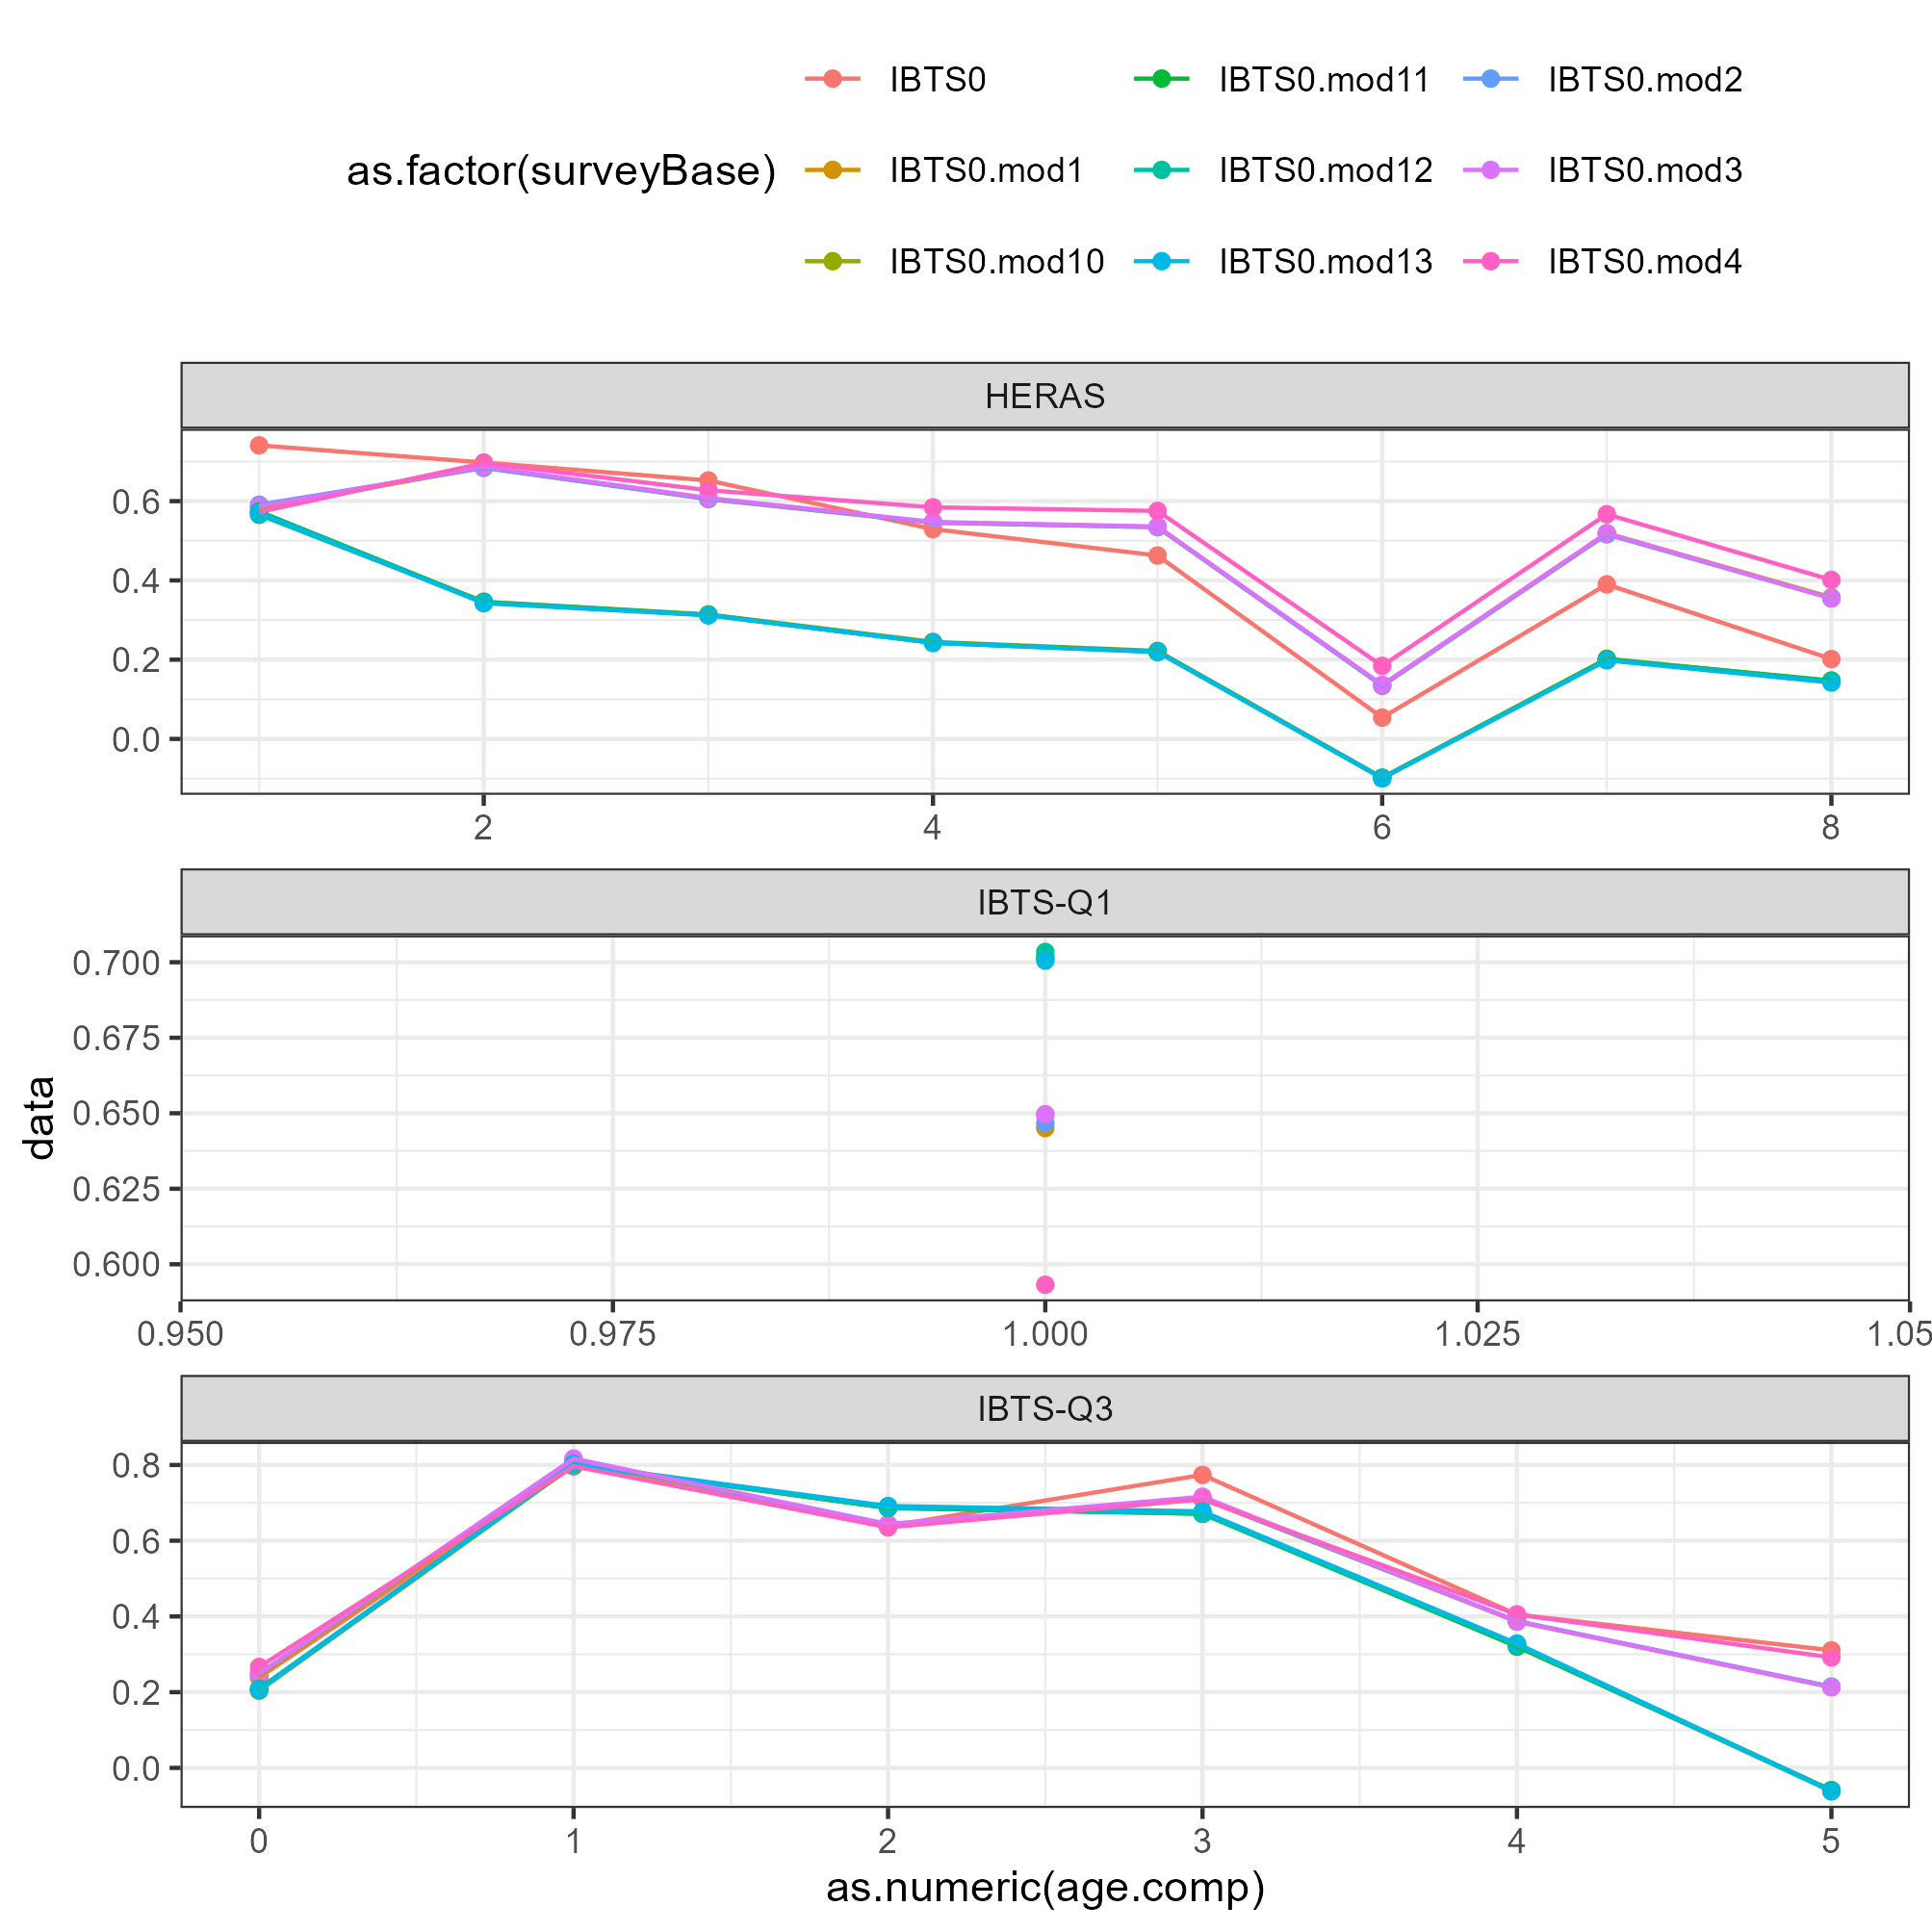 IBTS0 IBTS0.mod11 IBTS0.mod2
as.factor(surveyBase) IBTS0.mod1 IBTS0.mod12 IBTS0.mod3
IBTS0.mod10 IBTS0.mod13 IBTS0.mod4
HERAS
0.6
0.4
0.2
0.0
2 4 6 8
IBTS-Q1
0.700
0.675
0.650
0.625
0.600
data
0.950 0.975 1.000 1.025 1.05
IBTS-Q3
0.8
0.6
0.4
0.2
0.0
0 1 2 3 4 5
as.numeric(age.comp)